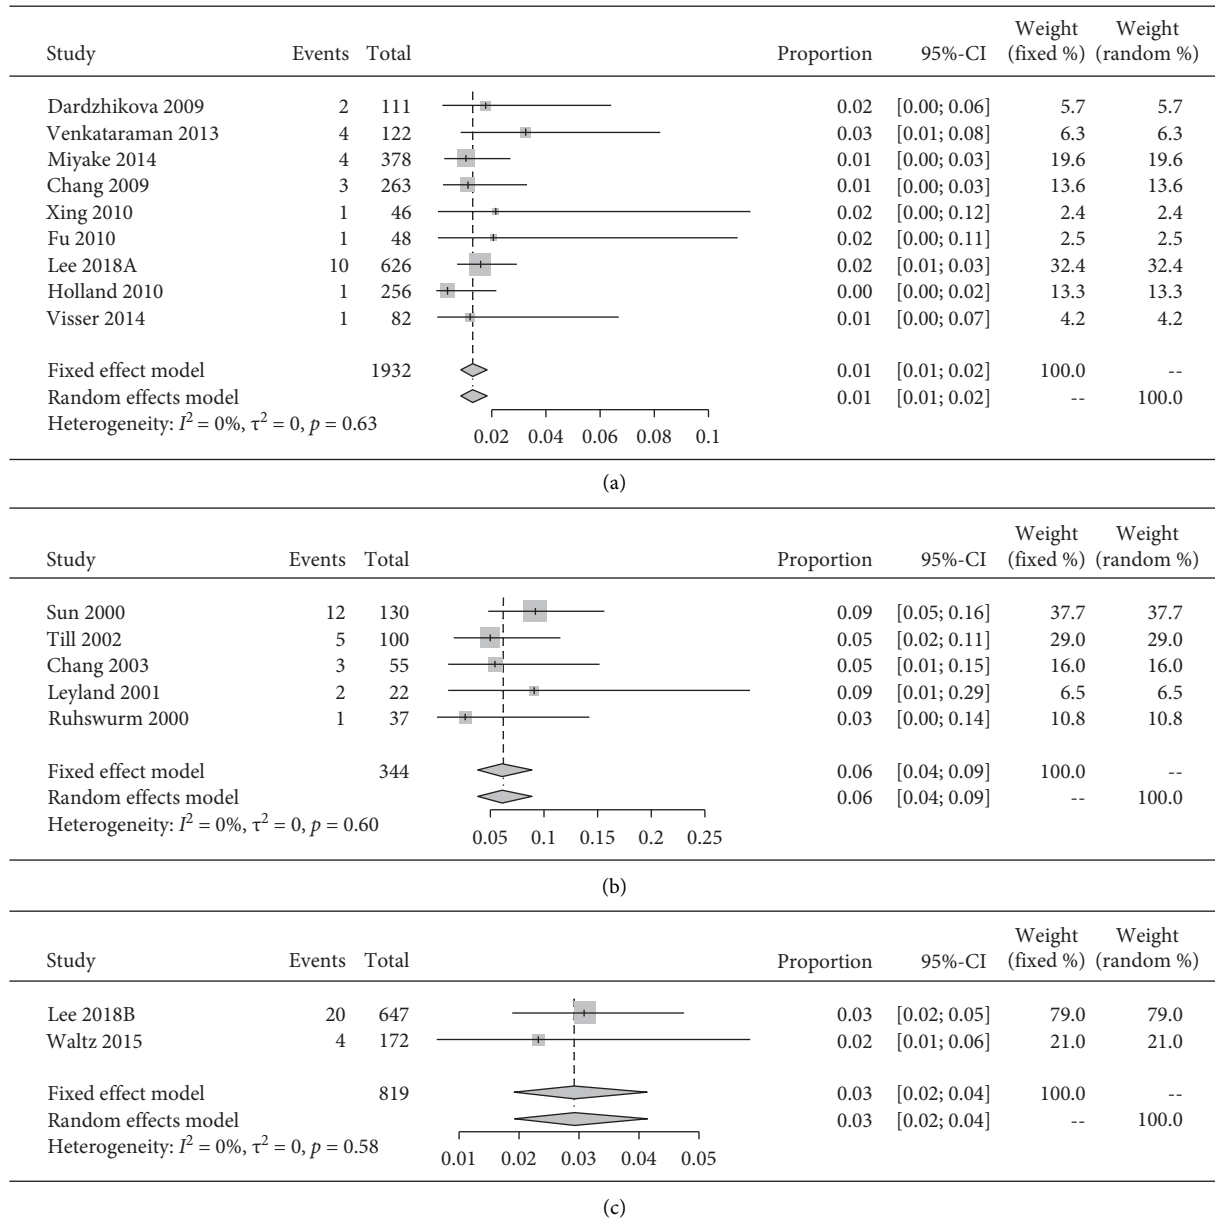 Study Events Total Proportion 95%-CI Weight (fixed %) Weight (random %)
Dardzhikova 2009 2 111 0.02 [0.00; 0.06] 5.7 5.7
Venkataraman 2013 4 122 0.03 [0.01; 0.08] 6.3 6.3
Miyake 2014 4 378 0.01 [0.00; 0.03] 19.6 19.6
Chang 2009 3 263 0.01 [0.00; 0.03] 13.6 13.6
Xing 2010 1 46 0.02 [0.00; 0.12] 2.4 2.4
Fu 2010 1 48 0.02 [0.00; 0.11] 2.5 2.5
Lee 2018A 10 626 0.02 [0.01; 0.03] 32.4 32.4
Holland 2010 1 256 0.00 [0.00; 0.02] 13.3 13.3
Visser 2014 1 82 0.01 [0.00; 0.07] 4.2 4.2
Fixed effect model 1932 0.01 [0.01; 0.02] 100.0 --
Random effects model 0.01 [0.01; 0.02] -- 100.0
Heterogeneity: I² = 0%, τ² = 0, p = 0.63
0.02 0.04 0.06 0.08 0.1
(a)
Study Events Total Proportion 95%-CI Weight (fixed %) Weight (random %)
Sun 2000 12 130 0.09 [0.05; 0.16] 37.7 37.7
Till 2002 5 100 0.05 [0.02; 0.11] 29.0 29.0
Chang 2003 3 55 0.05 [0.01; 0.15] 16.0 16.0
Leyland 2001 2 22 0.09 [0.01; 0.29] 6.5 6.5
Ruhswurm 2000 1 37 0.03 [0.00; 0.14] 10.8 10.8
Fixed effect model 344 0.06 [0.04; 0.09] 100.0 --
Random effects model 0.06 [0.04; 0.09] -- 100.0
Heterogeneity: I² = 0%, τ² = 0, p = 0.60
0.05 0.1 0.15 0.2 0.25
(b)
Study Events Total Proportion 95%-CI Weight (fixed %) Weight (random %)
Lee 2018B 20 647 0.03 [0.02; 0.05] 79.0 79.0
Waltz 2015 4 172 0.02 [0.01; 0.06] 21.0 21.0
Fixed effect model 819 0.03 [0.02; 0.04] 100.0 --
Random effects model 0.03 [0.02; 0.04] -- 100.0
Heterogeneity: I² = 0%, τ² = 0, p = 0.58
0.01 0.02 0.03 0.04 0.05
(c)